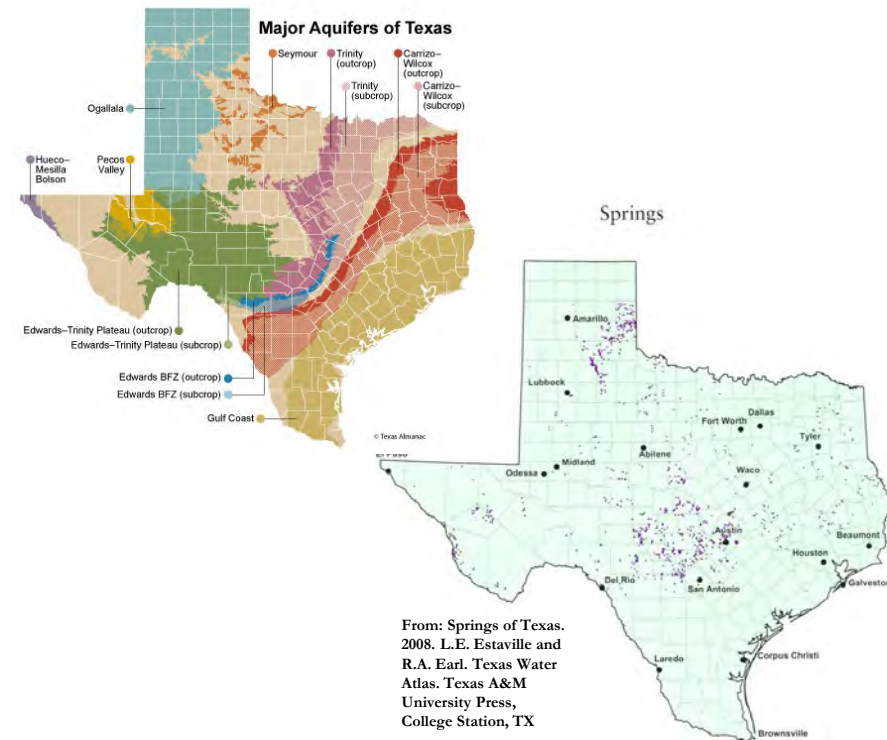 Major Aquifers of Texas
Seymour
Trinity
(outcrop)
Carrizo–
Wilcox
(outcrop)
Trinity
(subcrop)
Carrizo–
Wilcox
(subcrop)
Ogallala
Hueco–
Mesilla
Bolson
Pecos
Valley
Edwards–Trinity Plateau (outcrop)
Edwards–Trinity Plateau (subcrop)
Edwards BFZ (outcrop)
Edwards BFZ (subcrop)
Gulf Coast
© Texas Almanac
Springs
Amarillo
Lubbock
Fort Worth
Dallas
Tyler
Abilene
Midland
Odessa
Waco
Austin
Beaumont
Houston
Galveston
Del Rio
San Antonio
Laredo
Corpus Christi
Brownsville
From: Springs of Texas.
2008. L.E. Estaville and
R.A. Earl. Texas Water
Atlas. Texas A&M
University Press,
College Station, TX